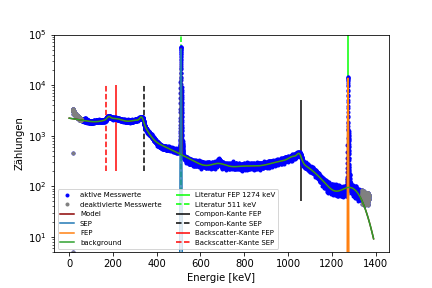 10⁵
10⁴
10³
10²
10¹
Zählungen
aktive Messwerte
deaktivierte Messwerte
Model
SEP
FEP
background
Literatur FEP 1274 keV
Literatur 511 keV
Compon-Kante FEP
Compon-Kante SEP
Backscatter-Kante FEP
Backscatter-Kante SEP
0 200 400 600 800 1000 1200 1400
Energie [keV]